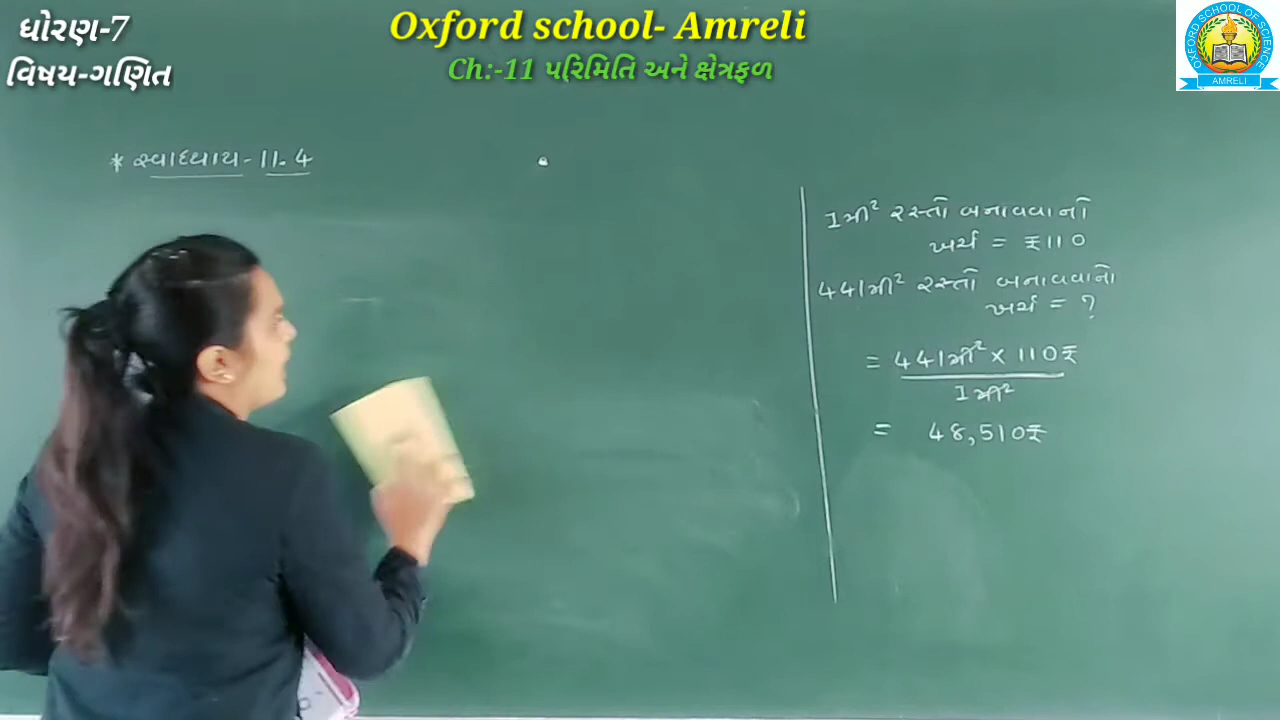 ધોરણ-7
વિષય-ગણિત
Oxford school- Amreli
Ch:-11 પરિમિતિ અને ક્ષેત્રફળ
OXFORD SCHOOL OF SCIENCE
AMRELI
* સ્વાધ્યાય-11.4
1મી² રસ્તો બનાવવાનો
ખર્ચ = ₹110
441મી² રસ્તો બનાવવાનો
ખર્ચ = ?
= 441મી² × 110₹
1મી²
= 48,510₹